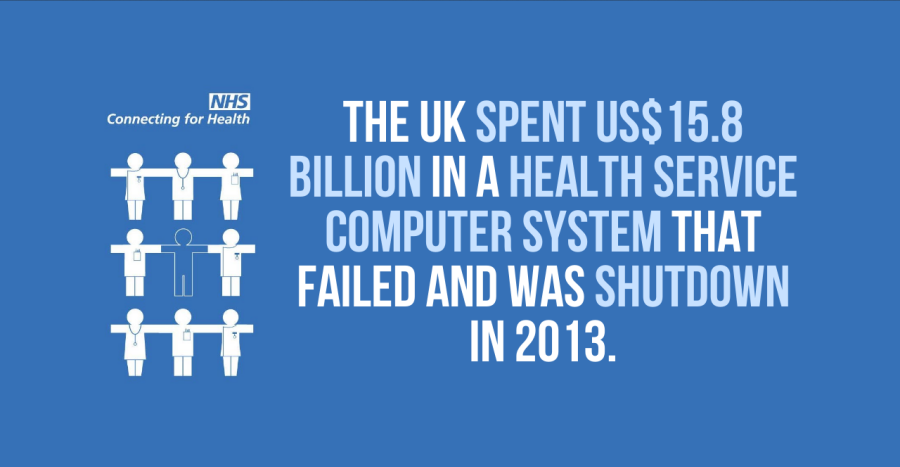 NHS
Connecting for Health
THE UK SPENT US$15.8
BILLION IN A HEALTH SERVICE
COMPUTER SYSTEM THAT
FAILED AND WAS SHUTDOWN
IN 2013.